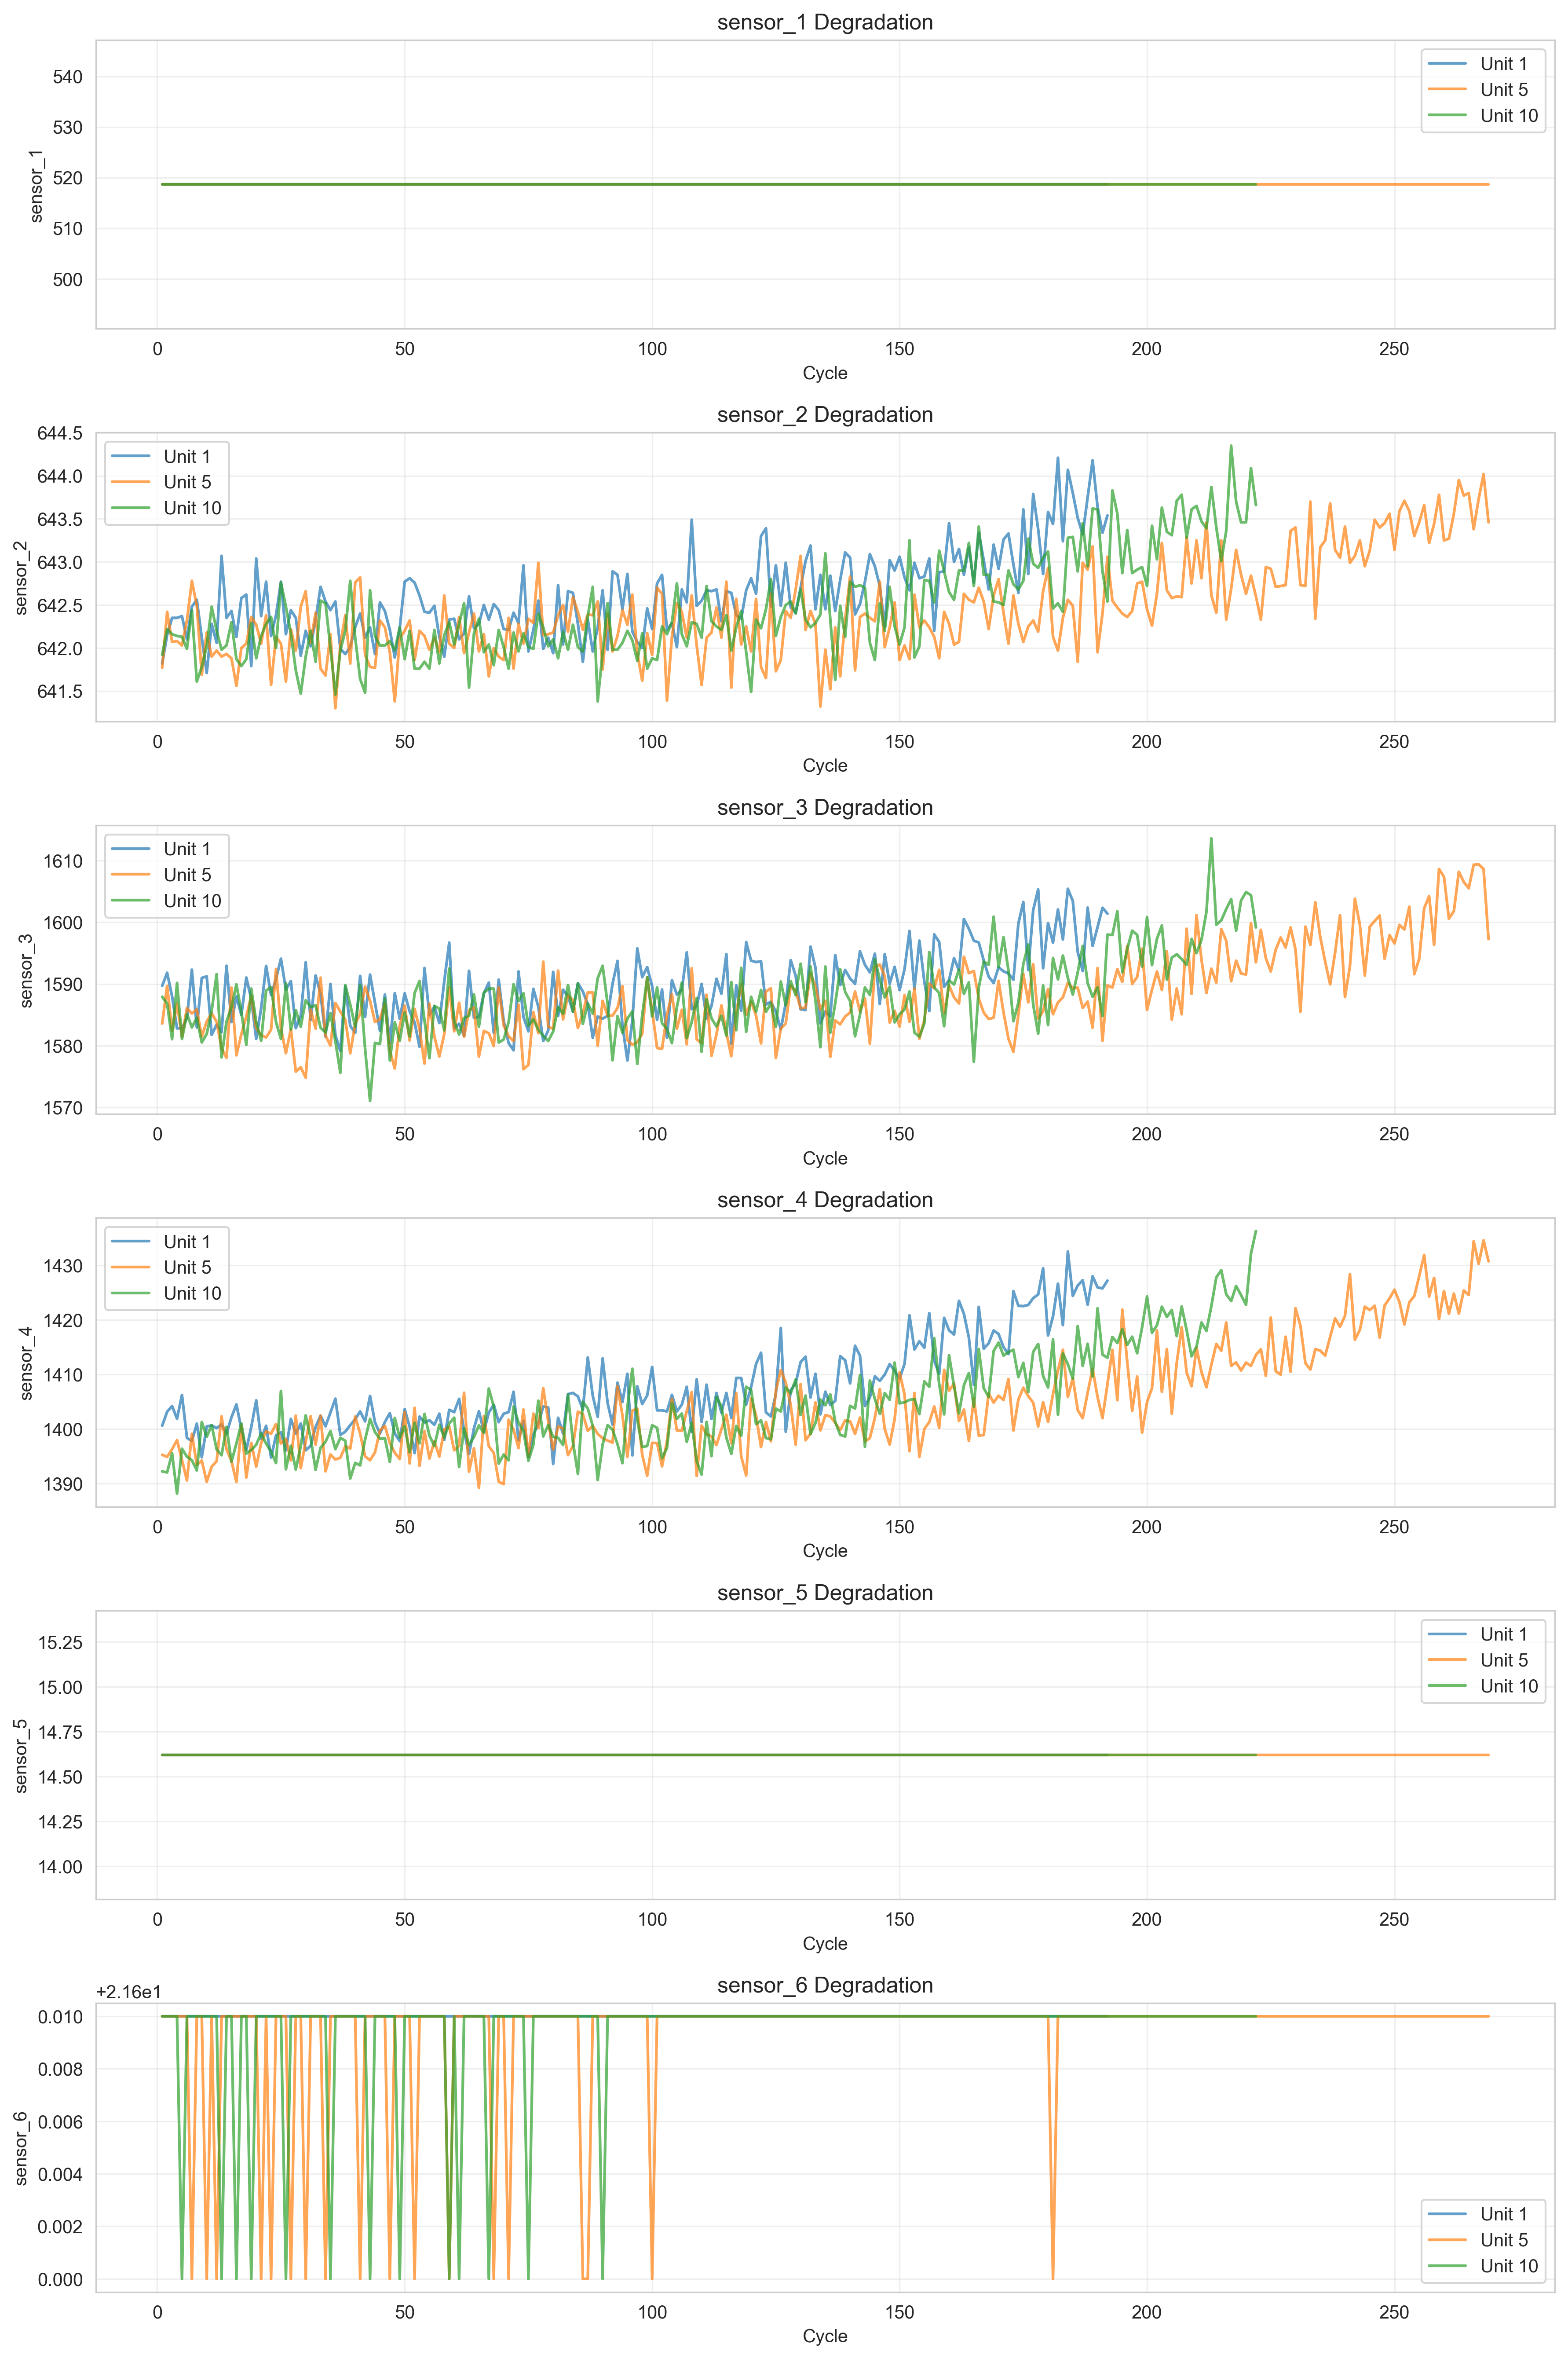 sensor_1 Degradation
540
530
520
510
500
sensor_1
Unit 1
Unit 5
Unit 10
0 50 100 150 200 250
Cycle
sensor_2 Degradation
644.5
644.0
643.5
643.0
642.5
642.0
641.5
sensor_2
Unit 1
Unit 5
Unit 10
0 50 100 150 200 250
Cycle
sensor_3 Degradation
1610
1600
1590
1580
1570
sensor_3
Unit 1
Unit 5
Unit 10
0 50 100 150 200 250
Cycle
sensor_4 Degradation
1430
1420
1410
1400
1390
sensor_4
Unit 1
Unit 5
Unit 10
0 50 100 150 200 250
Cycle
sensor_5 Degradation
15.25
15.00
14.75
14.50
14.25
14.00
sensor_5
Unit 1
Unit 5
Unit 10
0 50 100 150 200 250
Cycle
sensor_6 Degradation
+2.16e1
0.010
0.008
0.006
0.004
0.002
0.000
sensor_6
Unit 1
Unit 5
Unit 10
0 50 100 150 200 250
Cycle